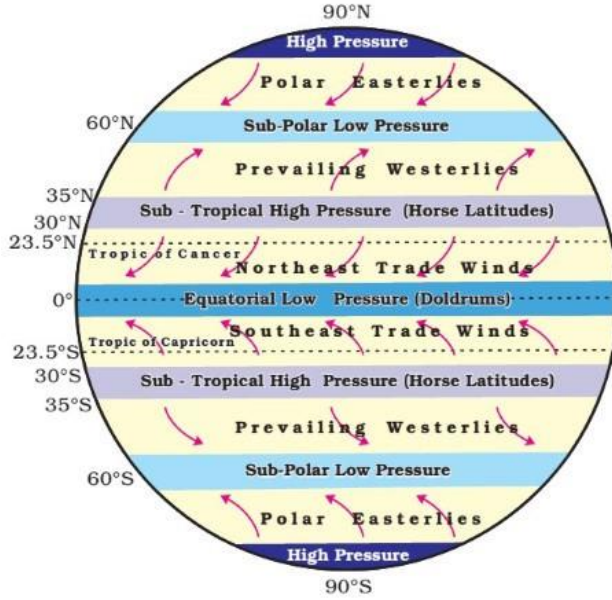 90°N
High Pressure
Polar Easterlies
60°N
Sub-Polar Low Pressure
Prevailing Westerlies
35°N
Sub - Tropical High Pressure (Horse Latitudes)
30°N
23.5°N
Tropic of Cancer
Northeast Trade Winds
0°
Equatorial Low Pressure (Doldrums)
Southeast Trade Winds
Tropic of Capricorn
23.5°S
30°S
Sub - Tropical High Pressure (Horse Latitudes)
35°S
Prevailing Westerlies
60°S
Sub-Polar Low Pressure
Polar Easterlies
High Pressure
90°S